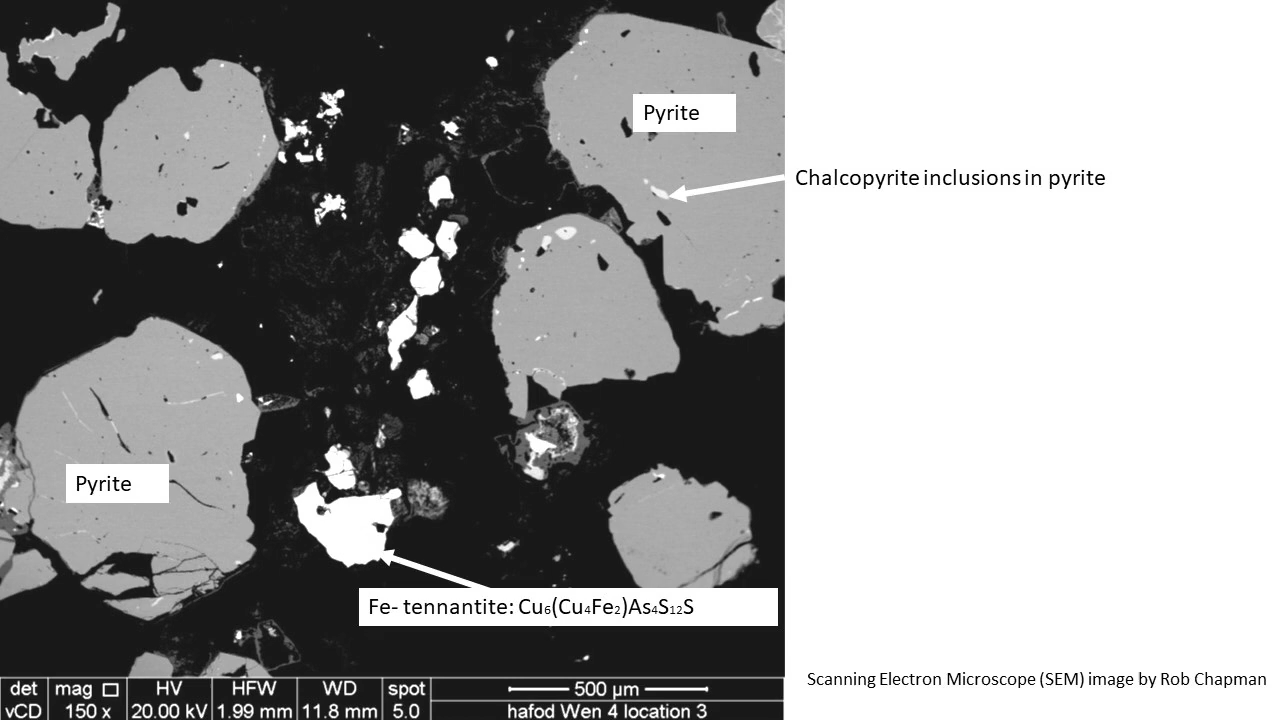 Pyrite
Chalcopyrite inclusions in pyrite
Pyrite
Fe- tennantite: Cu₆(Cu₄Fe₂)As₄S₁₂S
Scanning Electron Microscope (SEM) image by Rob Chapman
det mag HV HFW WD spot 500 µm
vCD 150 x 20.00 kV 1.99 mm 11.8 mm 5.0 hafod Wen 4 location 3